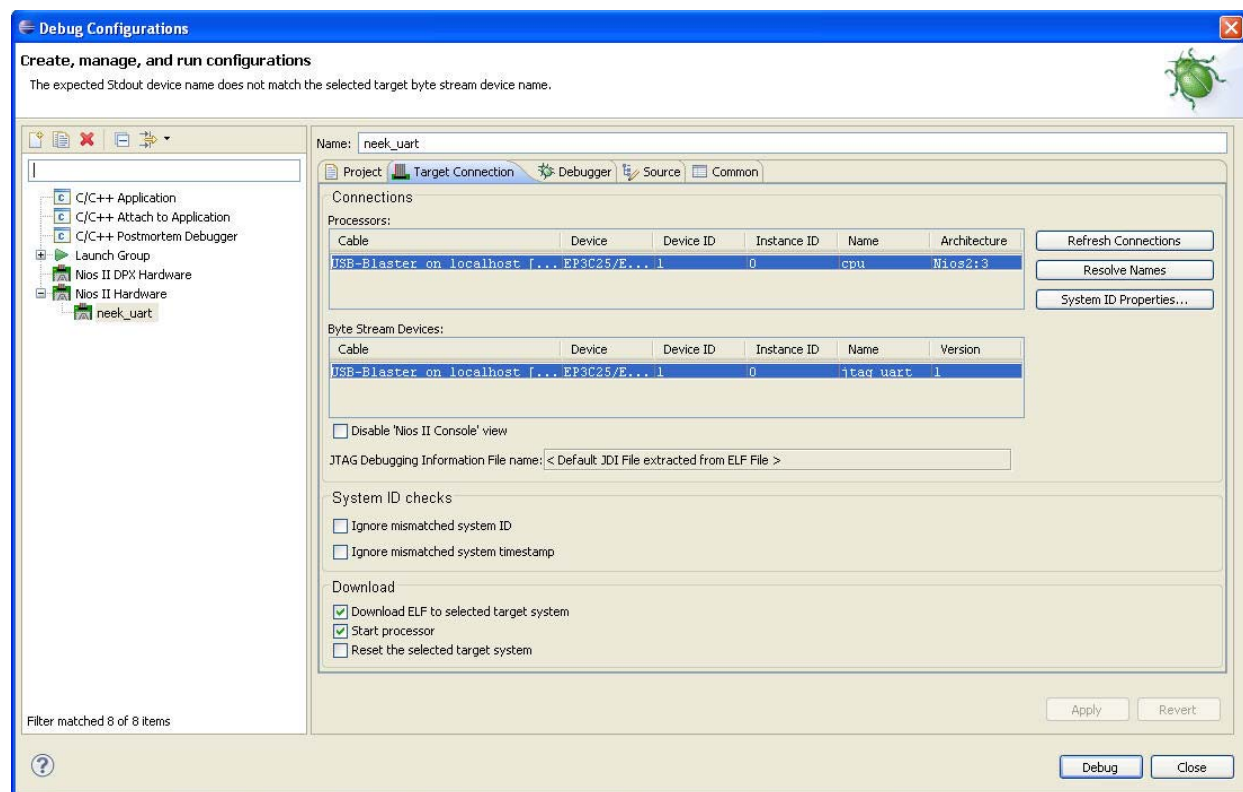 Debug Configurations
Create, manage, and run configurations
The expected Stdout device name does not match the selected target byte stream device name.
Name: neek_uart
Project Target Connection Debugger Source Common
C/C++ Application
C/C++ Attach to Application
C/C++ Postmortem Debugger
Launch Group
Nios II DPX Hardware
Nios II Hardware
neek_uart
Filter matched 8 of 8 items
Connections
Processors:
Cable Device Device ID Instance ID Name Architecture
USB-Blaster on localhost [... EP3C25/E... 1 0 cpu Nios2:3
Refresh Connections
Resolve Names
System ID Properties...
Byte Stream Devices:
Cable Device Device ID Instance ID Name Version
USB-Blaster on localhost [... EP3C25/E... 1 0 jtag_uart 1
Disable 'Nios II Console' view
JTAG Debugging Information File name: < Default JDI File extracted from ELF File >
System ID checks
Ignore mismatched system ID
Ignore mismatched system timestamp
Download
Download ELF to selected target system
Start processor
Reset the selected target system
Apply Revert
Debug Close